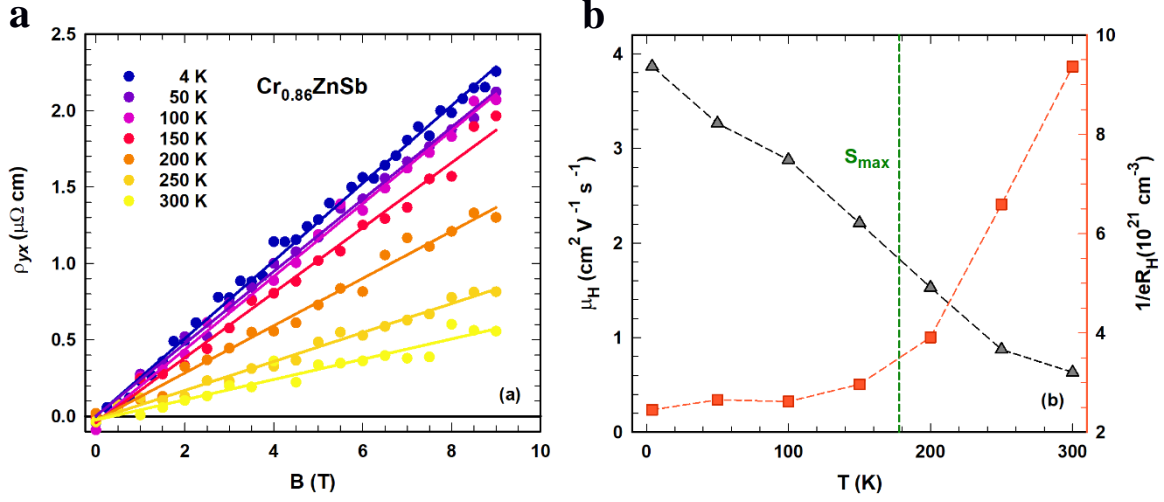 a
2.5
2.0
1.5
1.0
0.5
0.0
ρyx (μΩ cm)
4 K
50 K
100 K
150 K
200 K
250 K
300 K
Cr0.86ZnSb
(a)
0 2 4 6 8 10
B (T)
b
4
3
2
1
0
μH (cm2 V-1 s-1)
Smax
(b)
10
8
6
4
2
1/eRH(1021 cm-3)
0 100 200 300
T (K)